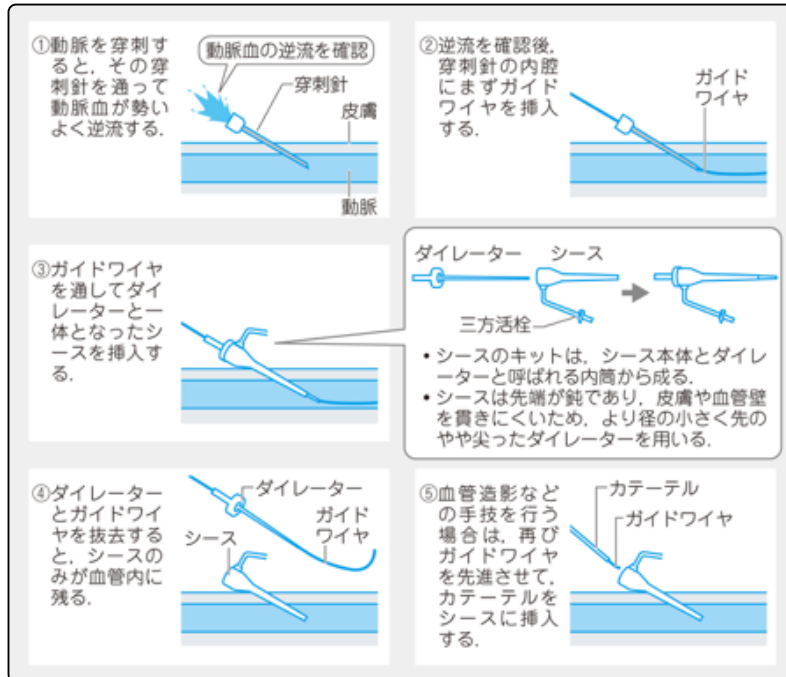 ①動脈を穿刺す
ると，その穿
刺針を通って
動脈血が勢い
よく逆流する．
動脈血の逆流を確認
穿刺針
皮膚
動脈
②逆流を確認後，
穿刺針の内腔
にまずガイド
ワイヤを挿入
する．
ガイド
ワイヤ
③ガイドワイヤ
を通してダイ
レーターと一
体となったシ
ースを挿入す
る．
ダイレーター
シース
三方活栓
• シースのキットは，シース本体とダイレ
ーターと呼ばれる内筒から成る．
• シースは先端が鈍であり，皮膚や血管壁
を貫きにくいため，より径の小さく先の
やや尖ったダイレーターを用いる．
④ダイレーター
とガイドワイ
ヤを抜去する
と，シースの
みが血管内に
残る．
ダイレーター
ガイド
ワイヤ
シース
⑤血管造影など
の手技を行う
場合は，再び
ガイドワイヤ
を先進させて，
カテーテルを
シースに挿入
する．
カテーテル
ガイドワイヤ